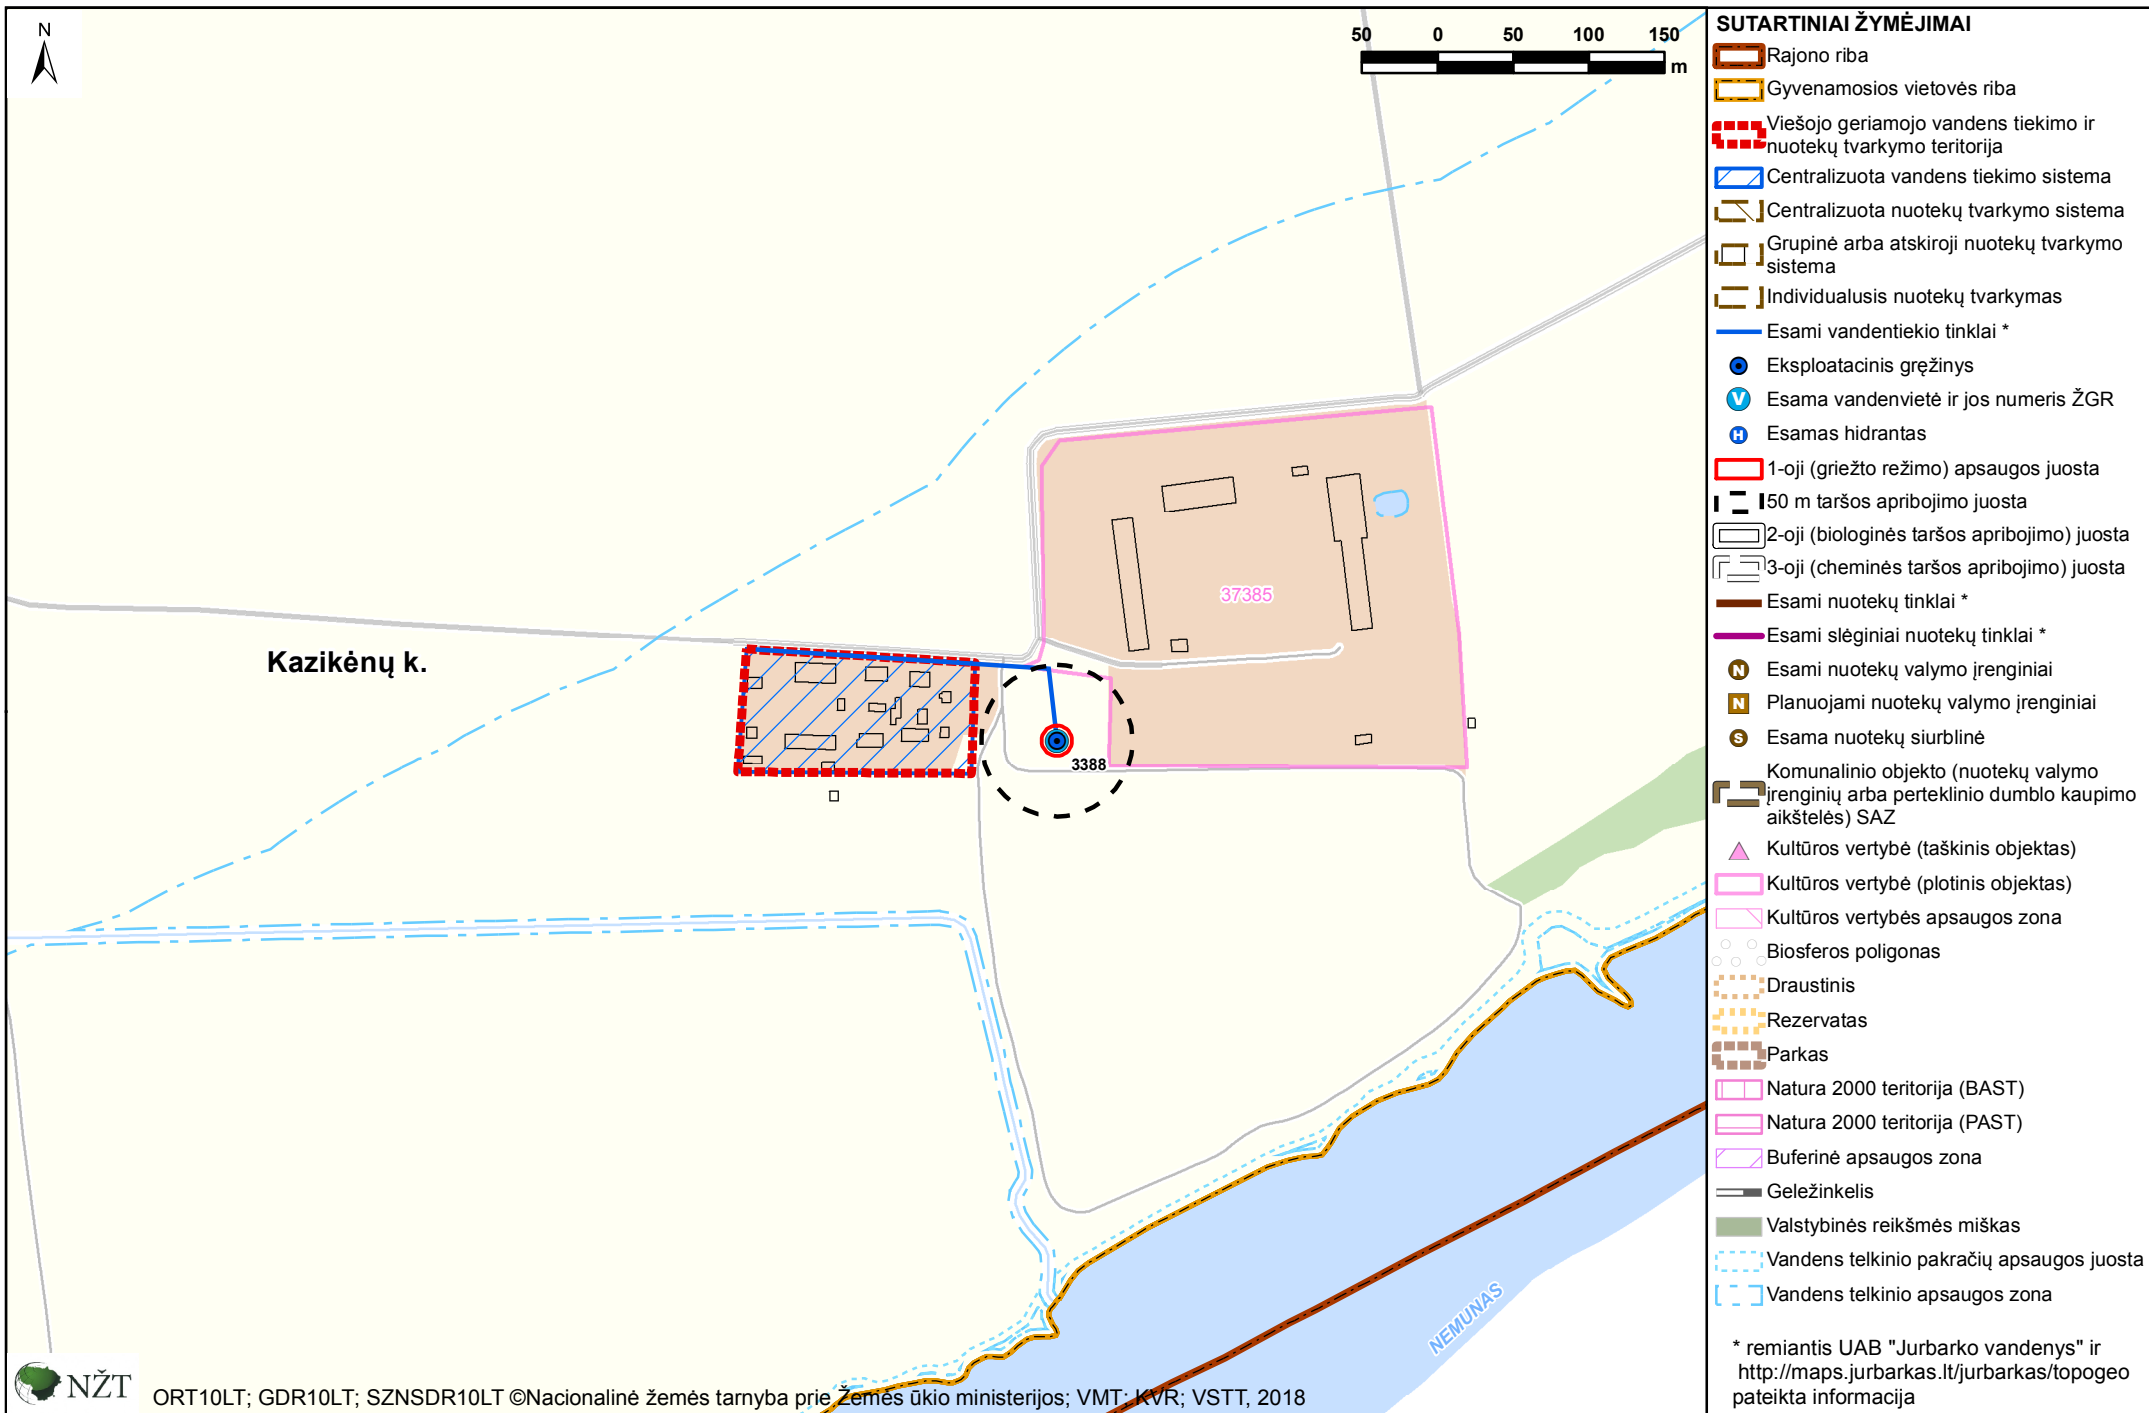 N
50 0 50 100 150
m
37385
Kazikėnų k.
3388
NEMUNAS
NŽT
ORT10LT; GDR10LT; SZNSDR10LT ©Nacionalinė žemės tarnyba prie Žemės ūkio ministerijos; VMT; KVR; VSTT, 2018
SUTARTINIAI ŽYMĖJIMAI
Rajono riba
Gyvenamosios vietovės riba
Viešojo geriamojo vandens tiekimo ir
nuotekų tvarkymo teritorija
Centralizuota vandens tiekimo sistema
Centralizuota nuotekų tvarkymo sistema
Grupinė arba atskiroji nuotekų tvarkymo
sistema
Individualusis nuotekų tvarkymas
Esami vandentiekio tinklai *
Eksploatacinis gręžinys
V Esama vandenvietė ir jos numeris ŽGR
H Esamas hidrantas
1-oji (griežto režimo) apsaugos juosta
50 m taršos apribojimo juosta
2-oji (biologinės taršos apribojimo) juosta
3-oji (cheminės taršos apribojimo) juosta
Esami nuotekų tinklai *
Esami slėginiai nuotekų tinklai *
N Esami nuotekų valymo įrenginiai
N Planuojami nuotekų valymo įrenginiai
S Esama nuotekų siurblinė
Komunalinio objekto (nuotekų valymo
įrenginių arba perteklinio dumblo kaupimo
aikštelės) SAZ
Kultūros vertybė (taškinis objektas)
Kultūros vertybė (plotinis objektas)
Kultūros vertybės apsaugos zona
Biosferos poligonas
Draustinis
Rezervatas
Parkas
Natura 2000 teritorija (BAST)
Natura 2000 teritorija (PAST)
Buferinė apsaugos zona
Geležinkelis
Valstybinės reikšmės miškas
Vandens telkinio pakračių apsaugos juosta
Vandens telkinio apsaugos zona
* remiantis UAB "Jurbarko vandenys" ir
http://maps.jurbarkas.lt/jurbarkas/topogeo
pateikta informacija